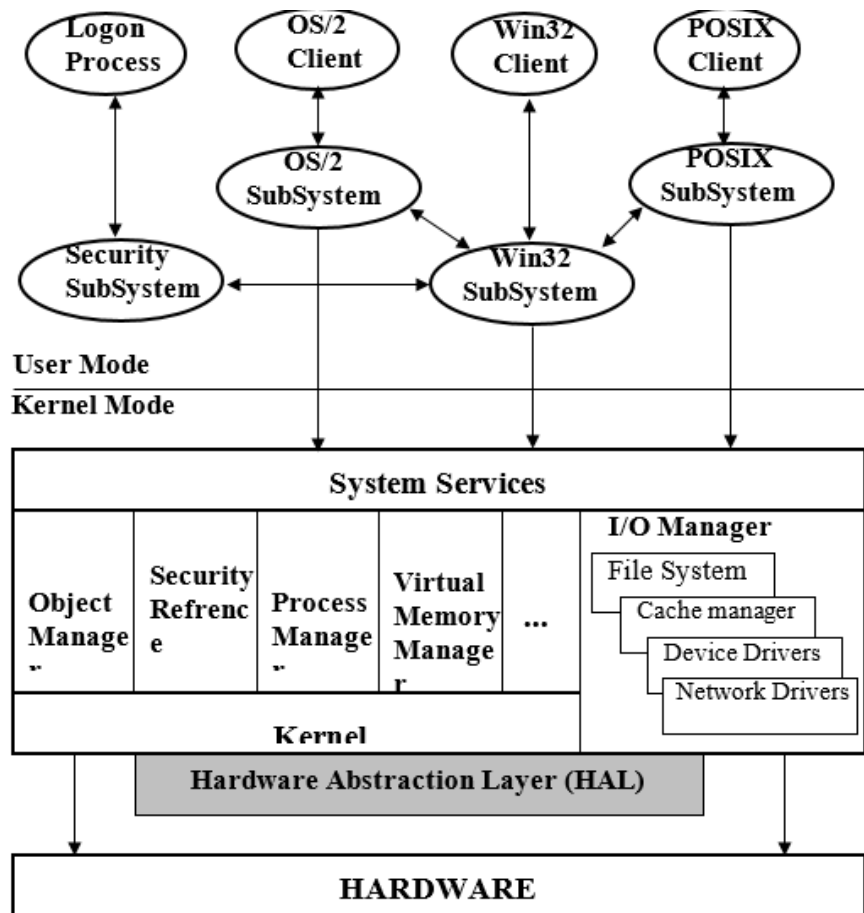 Logon
Process
OS/2
Client
Win32
Client
POSIX
Client
OS/2
SubSystem
POSIX
SubSystem
Security
SubSystem
Win32
SubSystem
User Mode
Kernel Mode
System Services
Object
Manage
r
Security
Refrenc
e
Process
Manage
r
Virtual
Memory
Manage
r
...
I/O Manager
File System
Cache manager
Device Drivers
Network Drivers
Kernel
Hardware Abstraction Layer (HAL)
HARDWARE